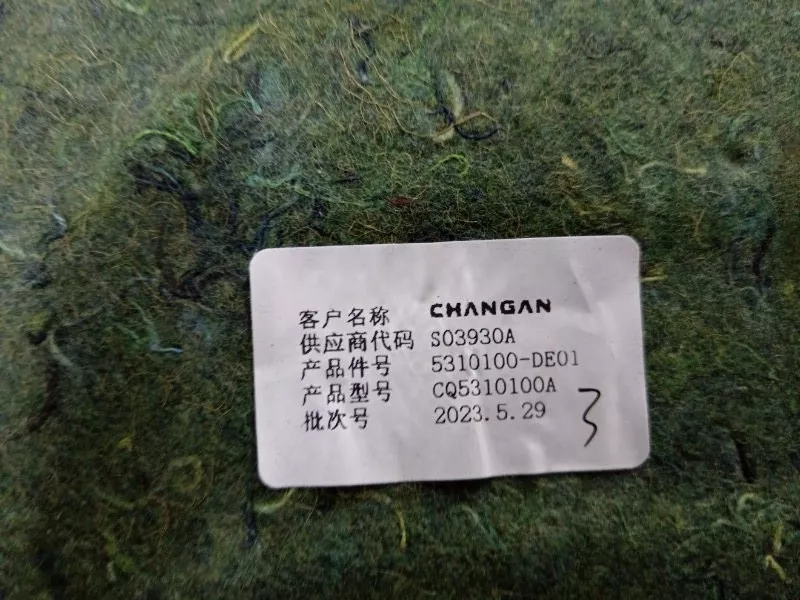 客户名称 CHANGAN
供应商代码 S03930A
产品件号 5310100-DE01
产品型号 CQ5310100A
批次号 2023.5.29 3